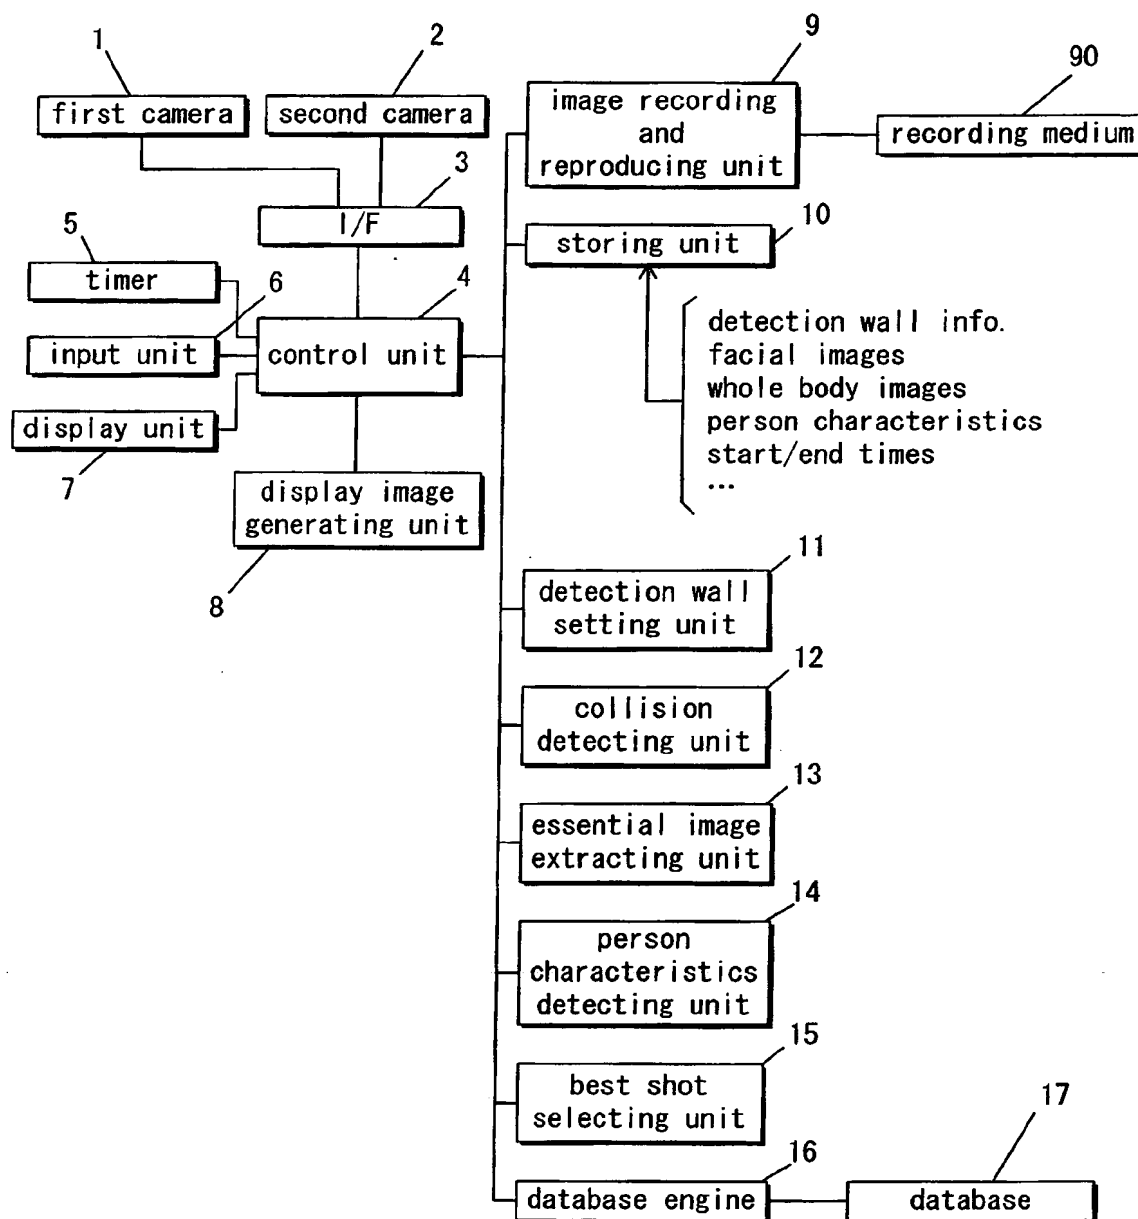 1
2
9
90
first camera
second camera
image recording
and
reproducing unit
recording medium
3
I/F
5
timer
10
storing unit
6
input unit
4
control unit
display unit
7
detection wall info.
facial images
whole body images
person characteristics
start/end times
...
display image
generating unit
8
11
detection wall
setting unit
12
collision
detecting unit
13
essential image
extracting unit
14
person
characteristics
detecting unit
15
best shot
selecting unit
16
database engine
17
database